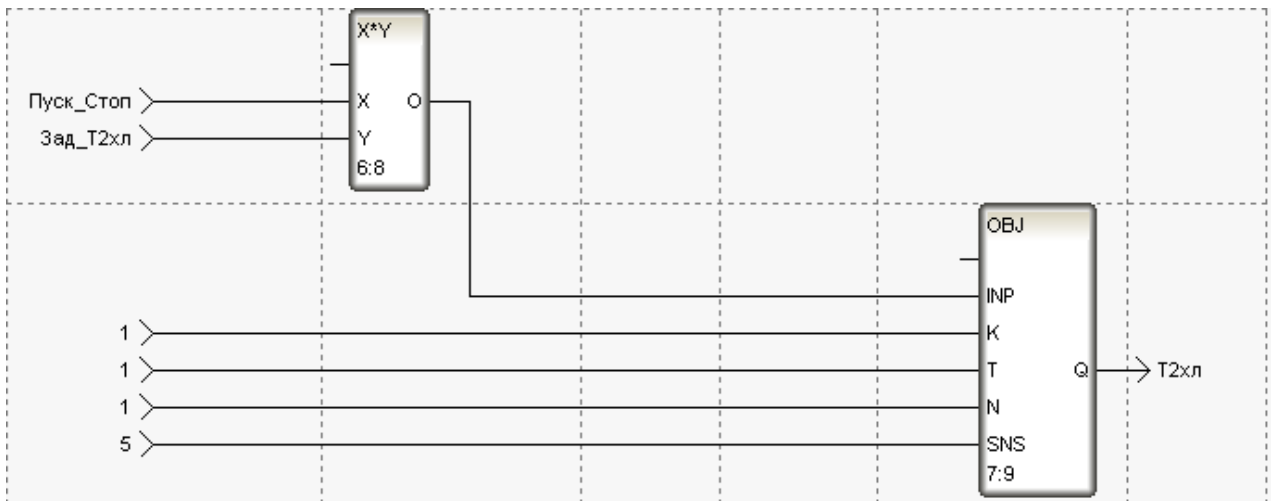 X*Y
Пуск_Стоп X O
Зад_Т2хл Y
6:8
OBJ
INP
1 K
1 T Q Т2хл
1 N
5 SNS
7:9